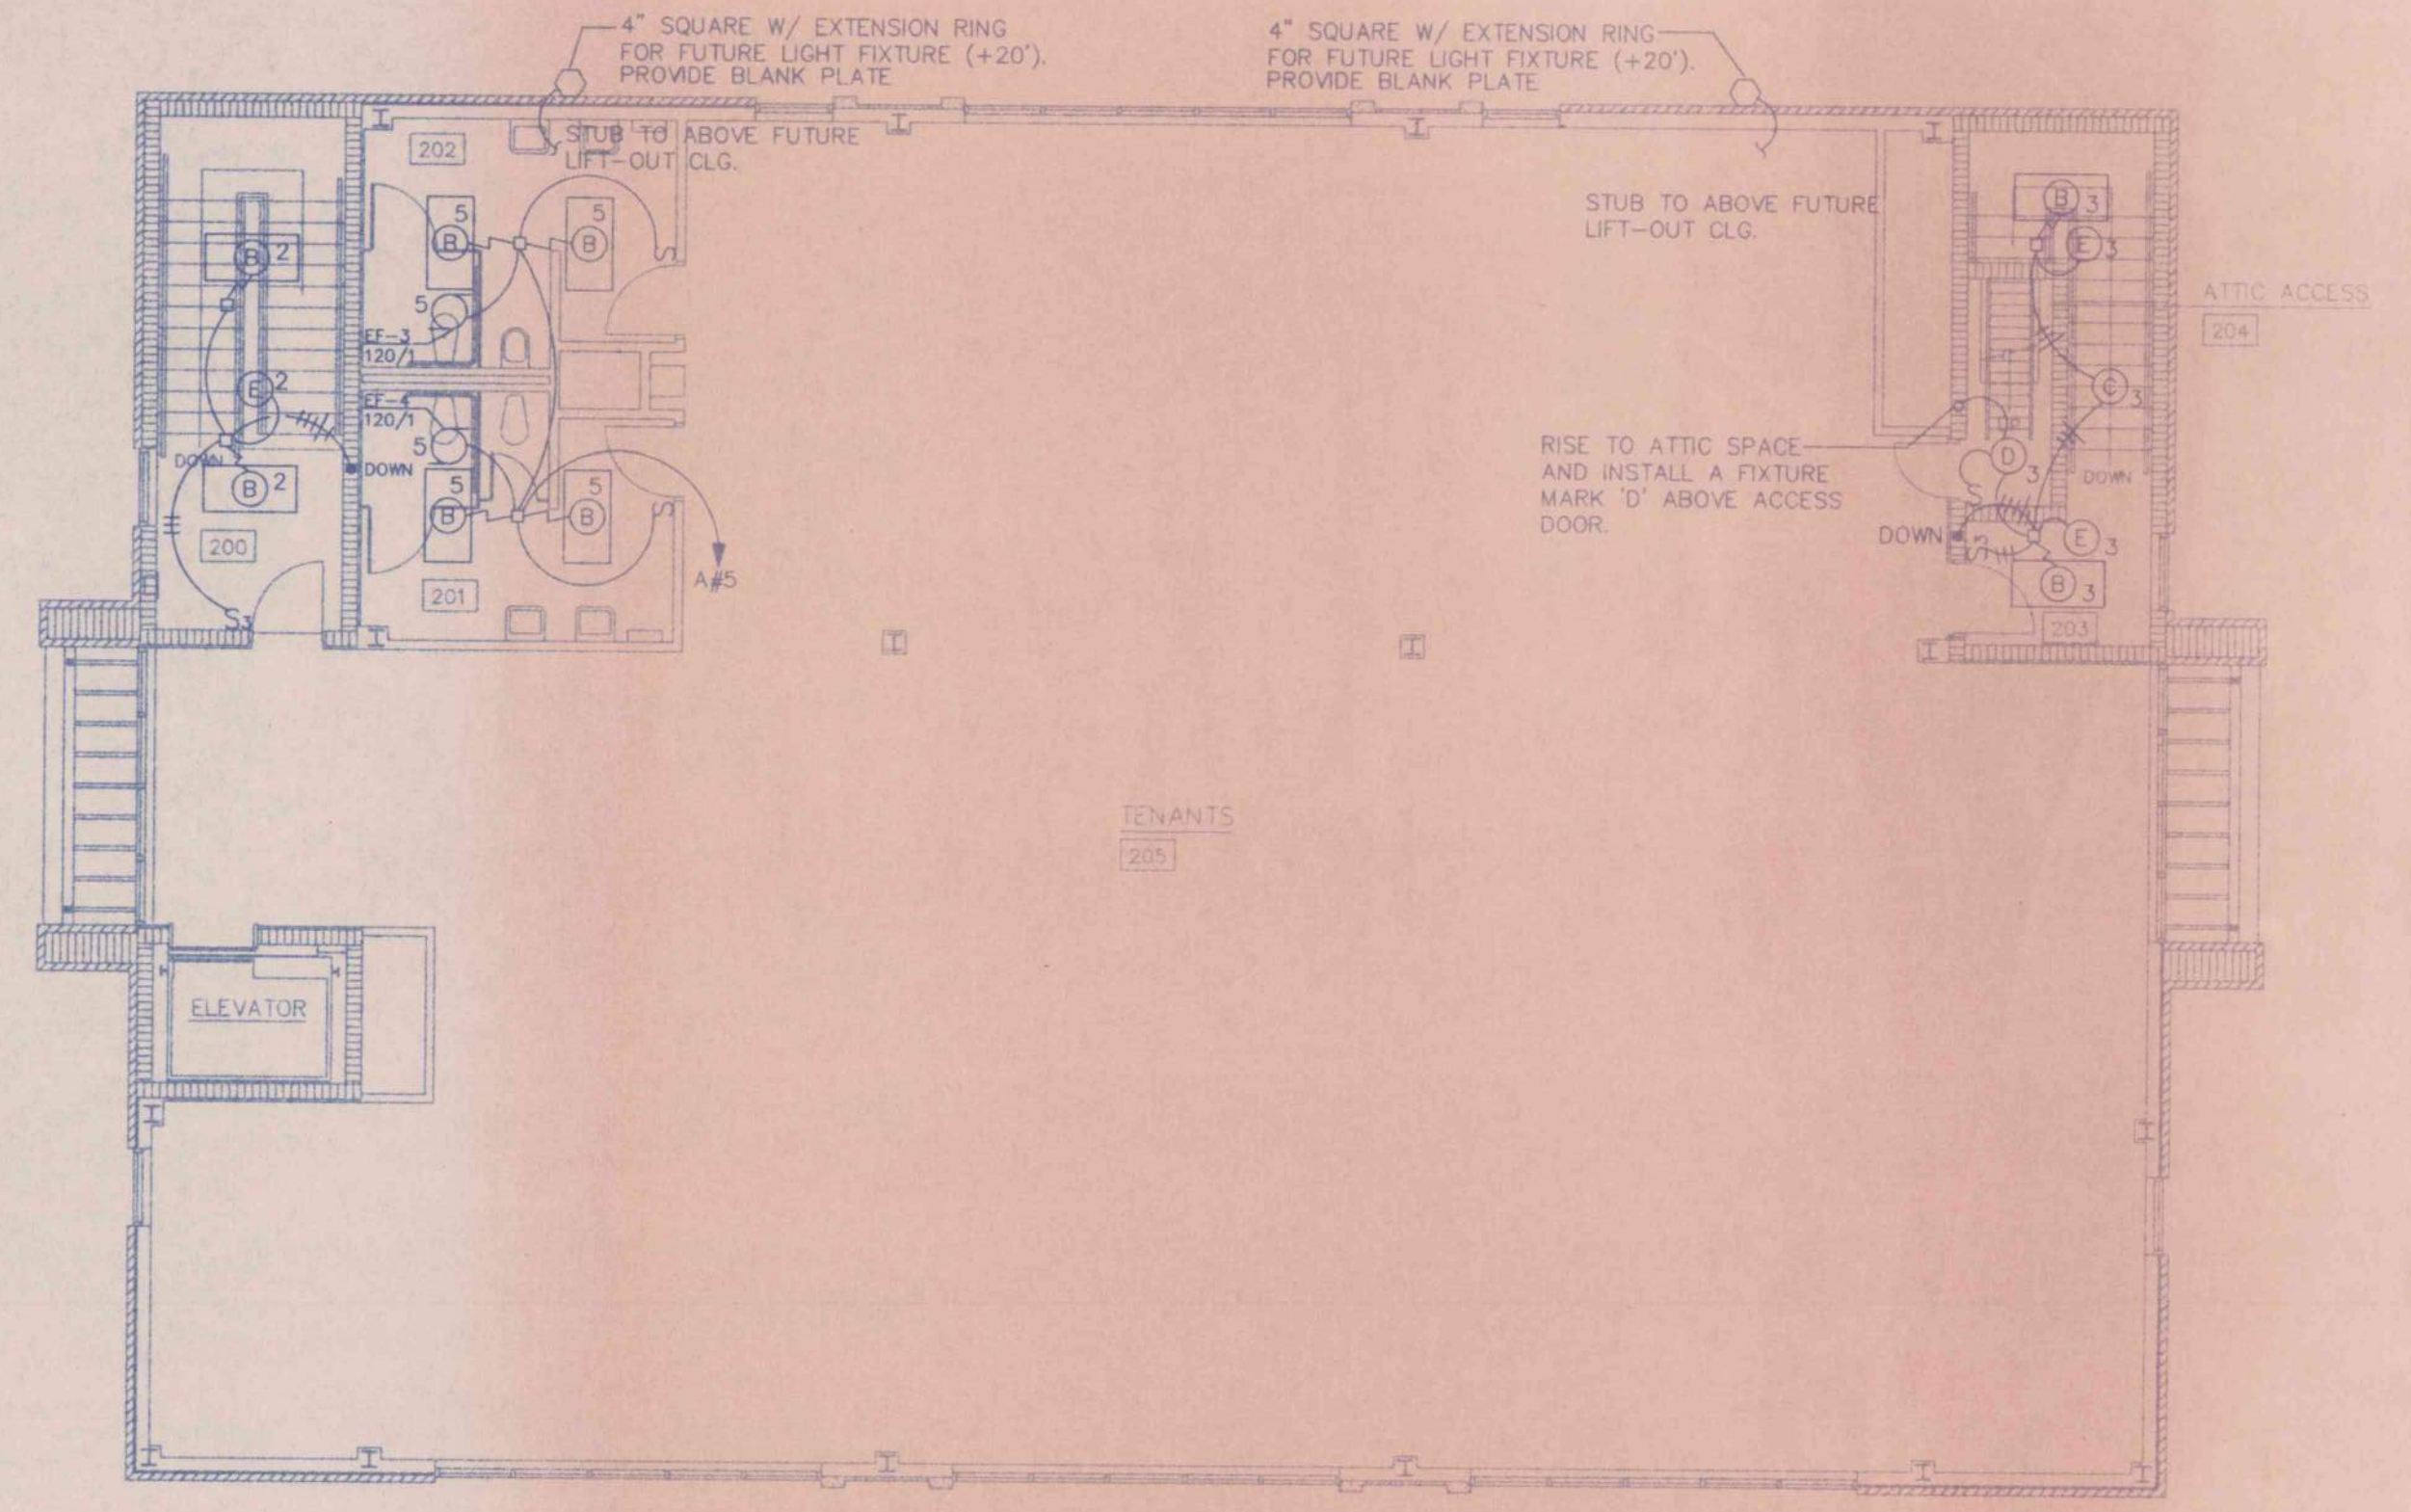 4" SQUARE W/ EXTENSION RING
FOR FUTURE LIGHT FIXTURE (+20').
PROVIDE BLANK PLATE
4" SQUARE W/ EXTENSION RING
FOR FUTURE LIGHT FIXTURE (+20').
PROVIDE BLANK PLATE
STUB TO ABOVE FUTURE
LIFT-OUT CLG.
202
STUB TO ABOVE FUTURE
LIFT-OUT CLG.
B 2
5
B
5
B
B 3
E 3
ATTIC ACCESS
204
5
EF-3
120/1
E 2
EF-4
120/1
5
C 3
DOWN
DOWN
B 2
5
B
5
B
RISE TO ATTIC SPACE
AND INSTALL A FIXTURE
MARK 'D' ABOVE ACCESS
DOOR.
D 3
S
DOWN
DOWN
S3
E 3
S
S
200
201
A#5
B 3
S3
203
TENANTS
205
ELEVATOR